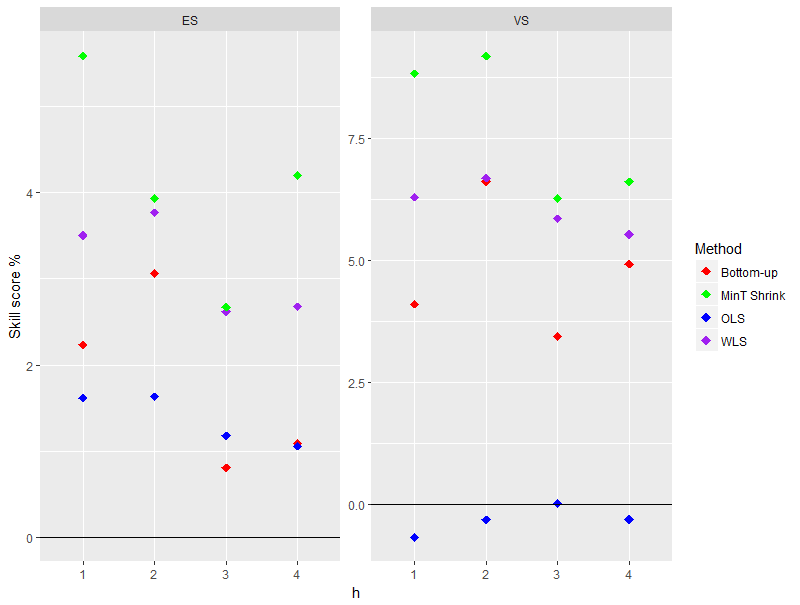 ES
VS
Skill score %
4
2
0
7.5
5.0
2.5
0.0
1 2 3 4
1 2 3 4
h
Method
Bottom-up
MinT Shrink
OLS
WLS